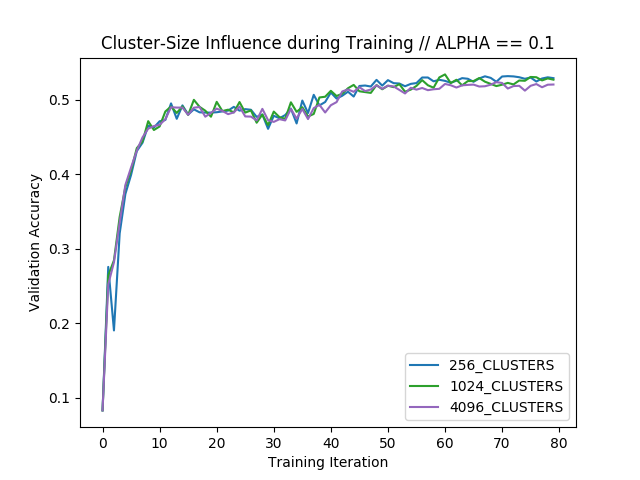 Cluster-Size Influence during Training // ALPHA == 0.1
Validation Accuracy
0.5
0.4
0.3
0.2
0.1
256_CLUSTERS
1024_CLUSTERS
4096_CLUSTERS
0 10 20 30 40 50 60 70 80
Training Iteration